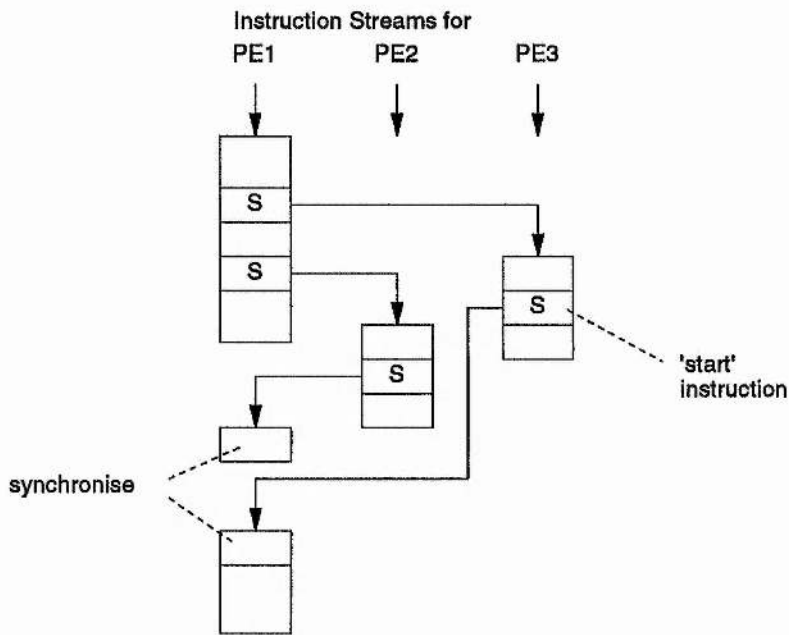 Instruction Streams for
PE1 PE2 PE3
S
S
S
S
'start'
instruction
synchronise